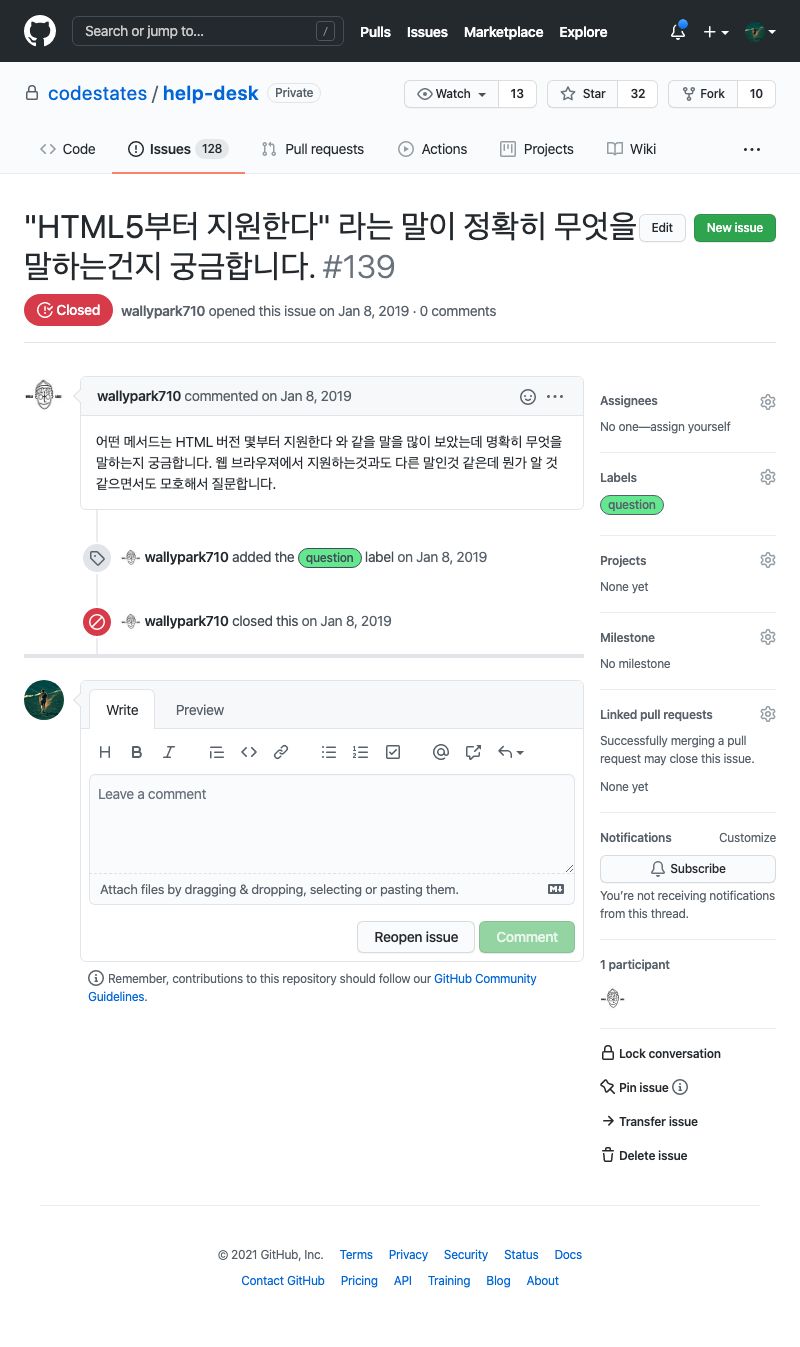 Search or jump to... /
Pulls Issues Marketplace Explore
codestates / help-desk Private
Watch 13 Star 32 Fork 10
Code Issues 128 Pull requests Actions Projects Wiki ...
"HTML5부터 지원한다" 라는 말이 정확히 무엇을
말하는건지 궁금합니다. #139
Edit New issue
Closed wallypark710 opened this issue on Jan 8, 2019 · 0 comments
wallypark710 commented on Jan 8, 2019
어떤 메서드는 HTML 버전 몇부터 지원한다 와 같을 말을 많이 보았는데 명확히 무엇을
말하는지 궁금합니다. 웹 브라우져에서 지원하는것과도 다른 말인것 같은데 뭔가 알 것
같으면서도 모호해서 질문합니다.
wallypark710 added the question label on Jan 8, 2019
wallypark710 closed this on Jan 8, 2019
Write Preview
H B I @
Leave a comment
Attach files by dragging & dropping, selecting or pasting them.
Reopen issue Comment
Remember, contributions to this repository should follow our GitHub Community
Guidelines.
Assignees
No one—assign yourself
Labels
question
Projects
None yet
Milestone
No milestone
Linked pull requests
Successfully merging a pull
request may close this issue.
None yet
Notifications Customize
Subscribe
You're not receiving notifications
from this thread.
1 participant
Lock conversation
Pin issue
Transfer issue
Delete issue
© 2021 GitHub, Inc. Terms Privacy Security Status Docs
Contact GitHub Pricing API Training Blog About